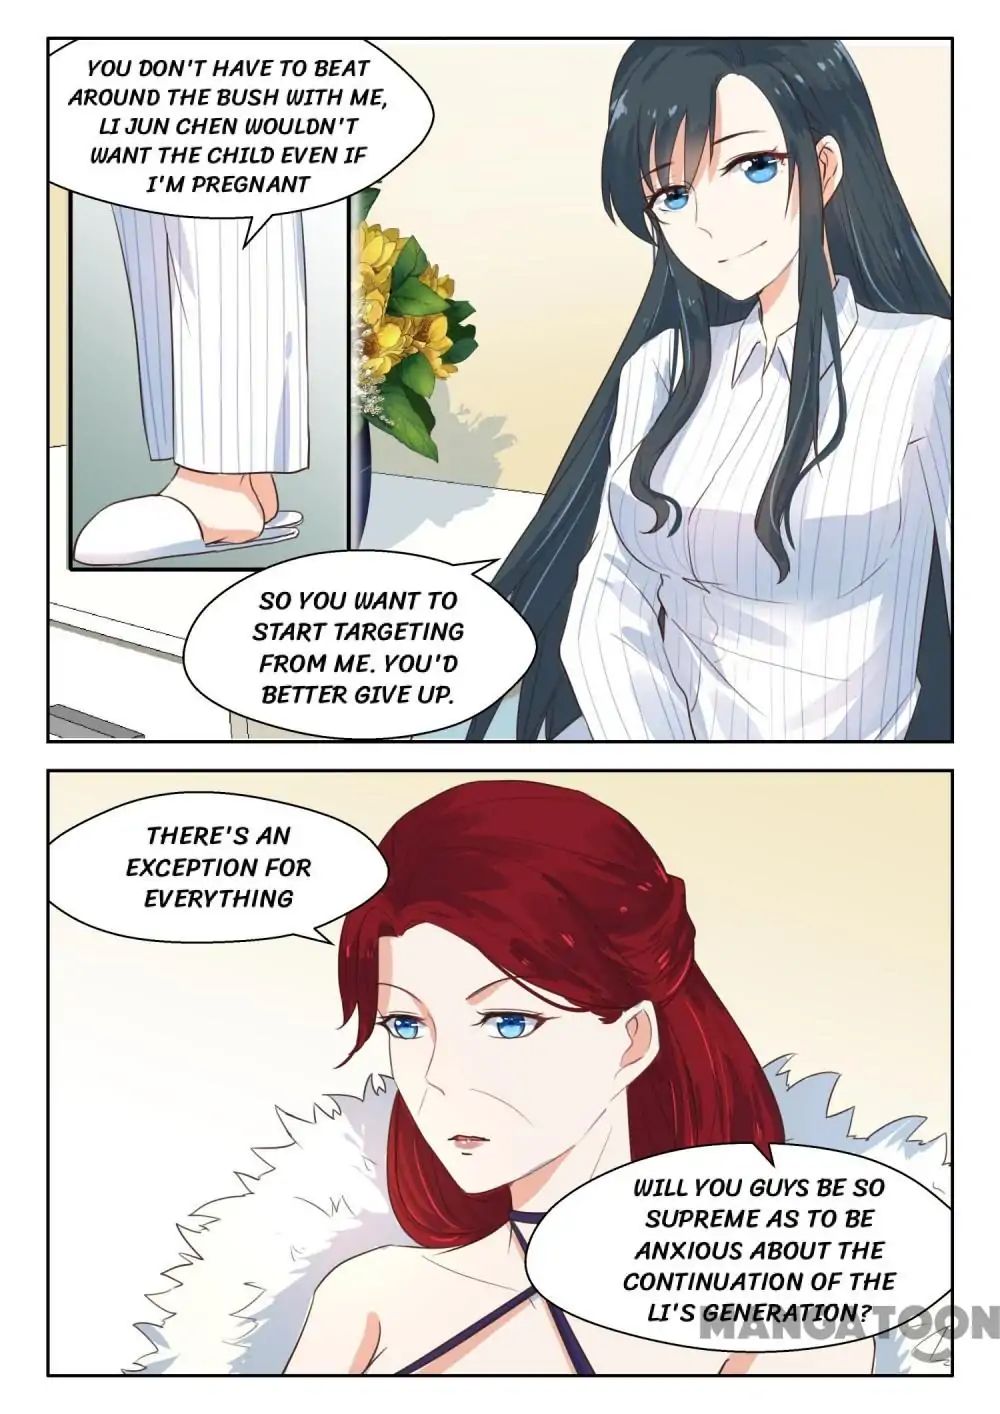 YOU DON'T HAVE TO BEAT
AROUND THE BUSH WITH ME,
LI JUN CHEN WOULDN'T
WANT THE CHILD EVEN IF
I'M PREGNANT
SO YOU WANT TO
START TARGETING
FROM ME. YOU'D
BETTER GIVE UP.
THERE'S AN
EXCEPTION FOR
EVERYTHING
WILL YOU GUYS BE SO
SUPREME AS TO BE
ANXIOUS ABOUT THE
CONTINUATION OF THE
LI'S GENERATION?
MANGATOON